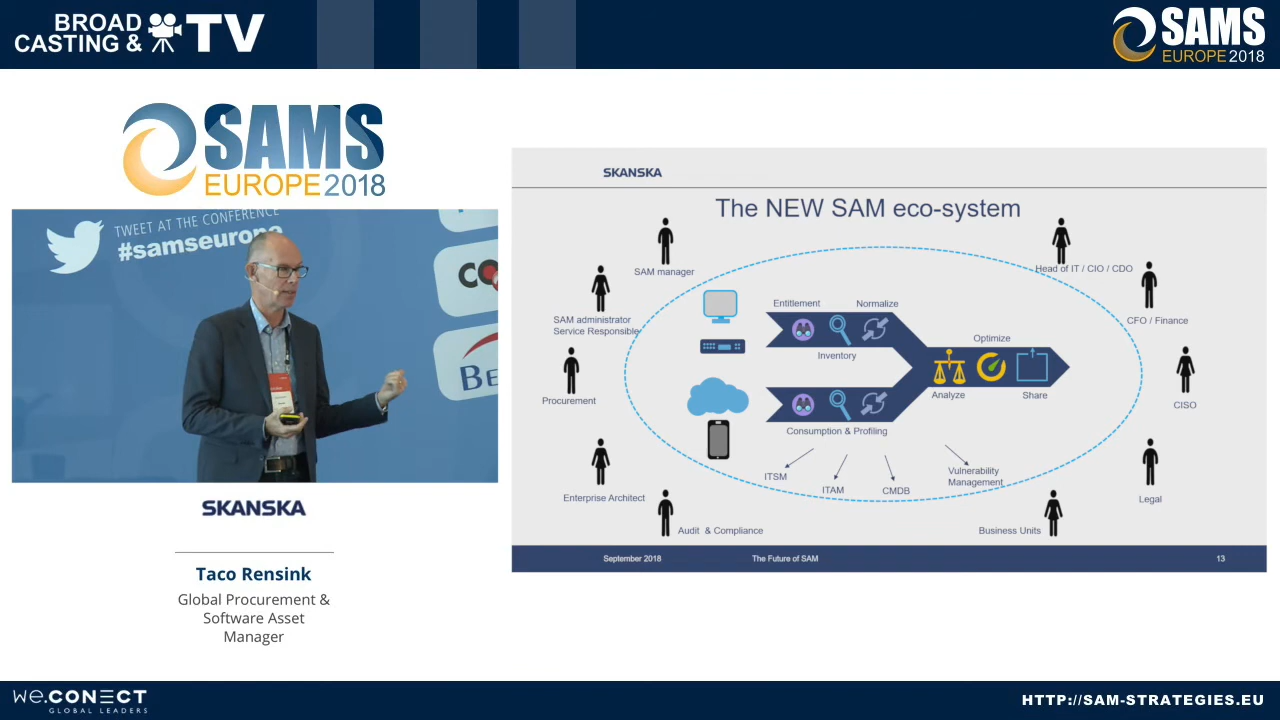 BROAD
CASTING & TV
SAMS
EUROPE 2018
SAMS
EUROPE 2018
TWEET AT THE CONFERENCE
#samseurope
CO
BE
SKANSKA
Taco Rensink
Global Procurement &
Software Asset
Manager
SKANSKA
The NEW SAM eco-system
SAM manager
Head of IT / CIO / CDO
SAM administrator
Service Responsible
CFO / Finance
Entitlement
Normalize
Inventory
Optimize
Procurement
Analyze
Share
CISO
Consumption & Profiling
ITSM
ITAM
CMDB
Vulnerability
Management
Enterprise Architect
Legal
Audit & Compliance
Business Units
September 2018
The Future of SAM
13
we.CONECT
GLOBAL LEADERS
HTTP://SAM-STRATEGIES.EU